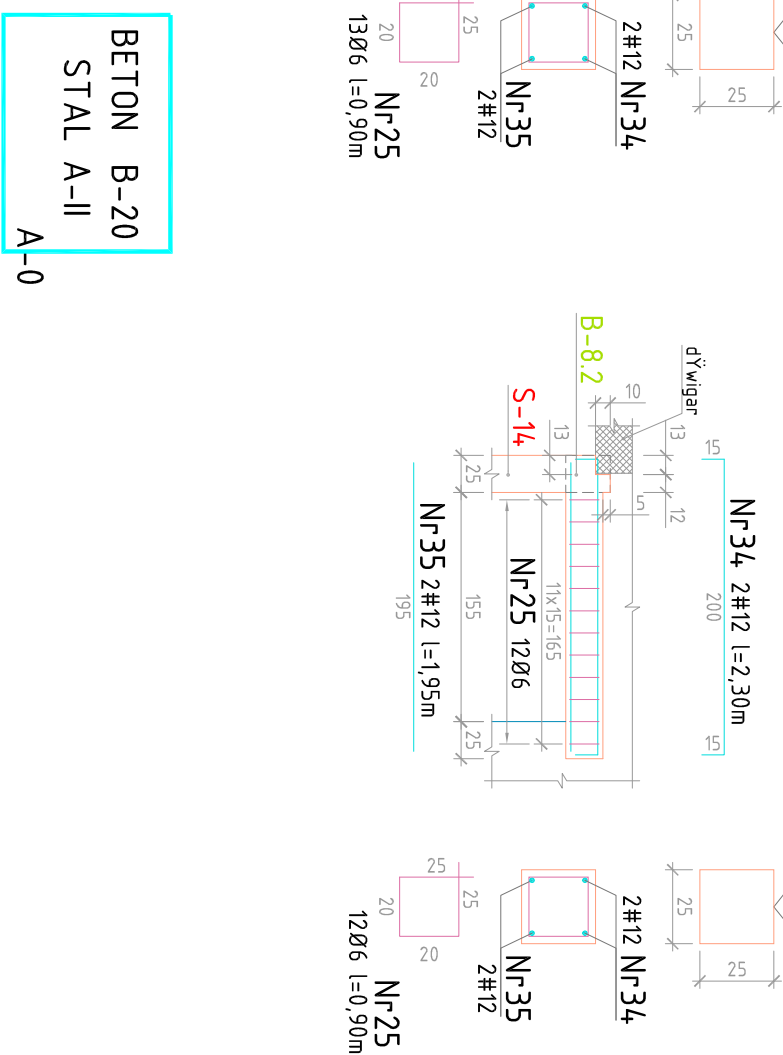 BETON B-20
STAL A-II
A-0
25
20
20
13Ø6 l=0,90m
Nr25
2#12
Nr34
Nr35
2#12
25
25
Nr34 2#12 l=2,30m
15
200
15
dŸwigar
10
13
12
5
B-8.2
S-14
13
25
11x15=165
Nr25 12Ø6
155
25
Nr35 2#12 l=1,95m
195
25
25
20
20
12Ø6 l=0,90m
Nr25
2#12
Nr34
Nr35
2#12
25
25